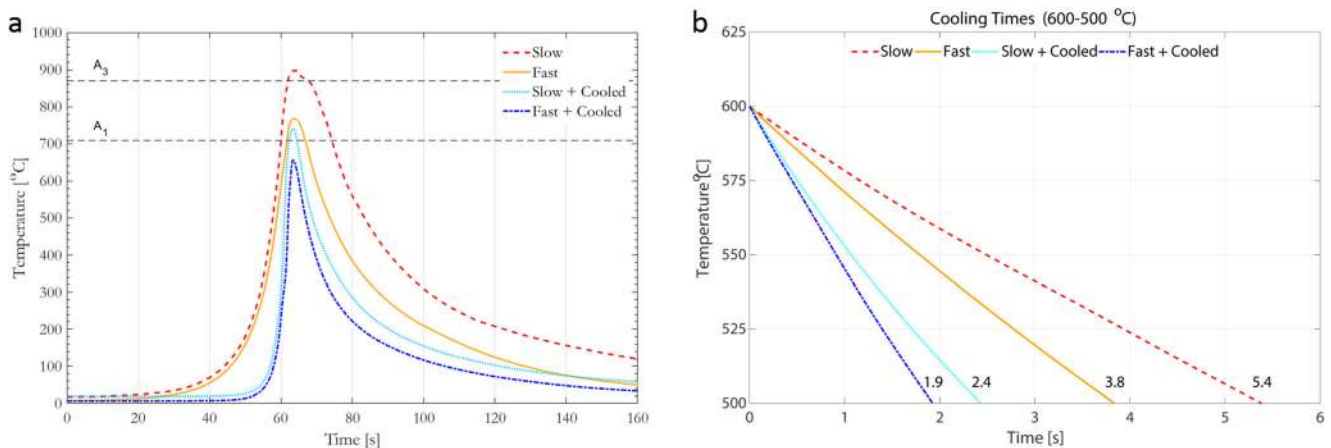 a
1000
900
800
700
600
500
400
300
200
100
0
A3
A1
Slow
Fast
Slow + Cooled
Fast + Cooled
Temperature [°C]
0 20 40 60 80 100 120 140 160
Time [s]
b
Cooling Times (600-500 °C)
Slow Fast Slow + Cooled Fast + Cooled
625
600
575
550
525
500
Temperature [°C]
1.9 2.4 3.8 5.4
0 1 2 3 4 5 6
Time [s]